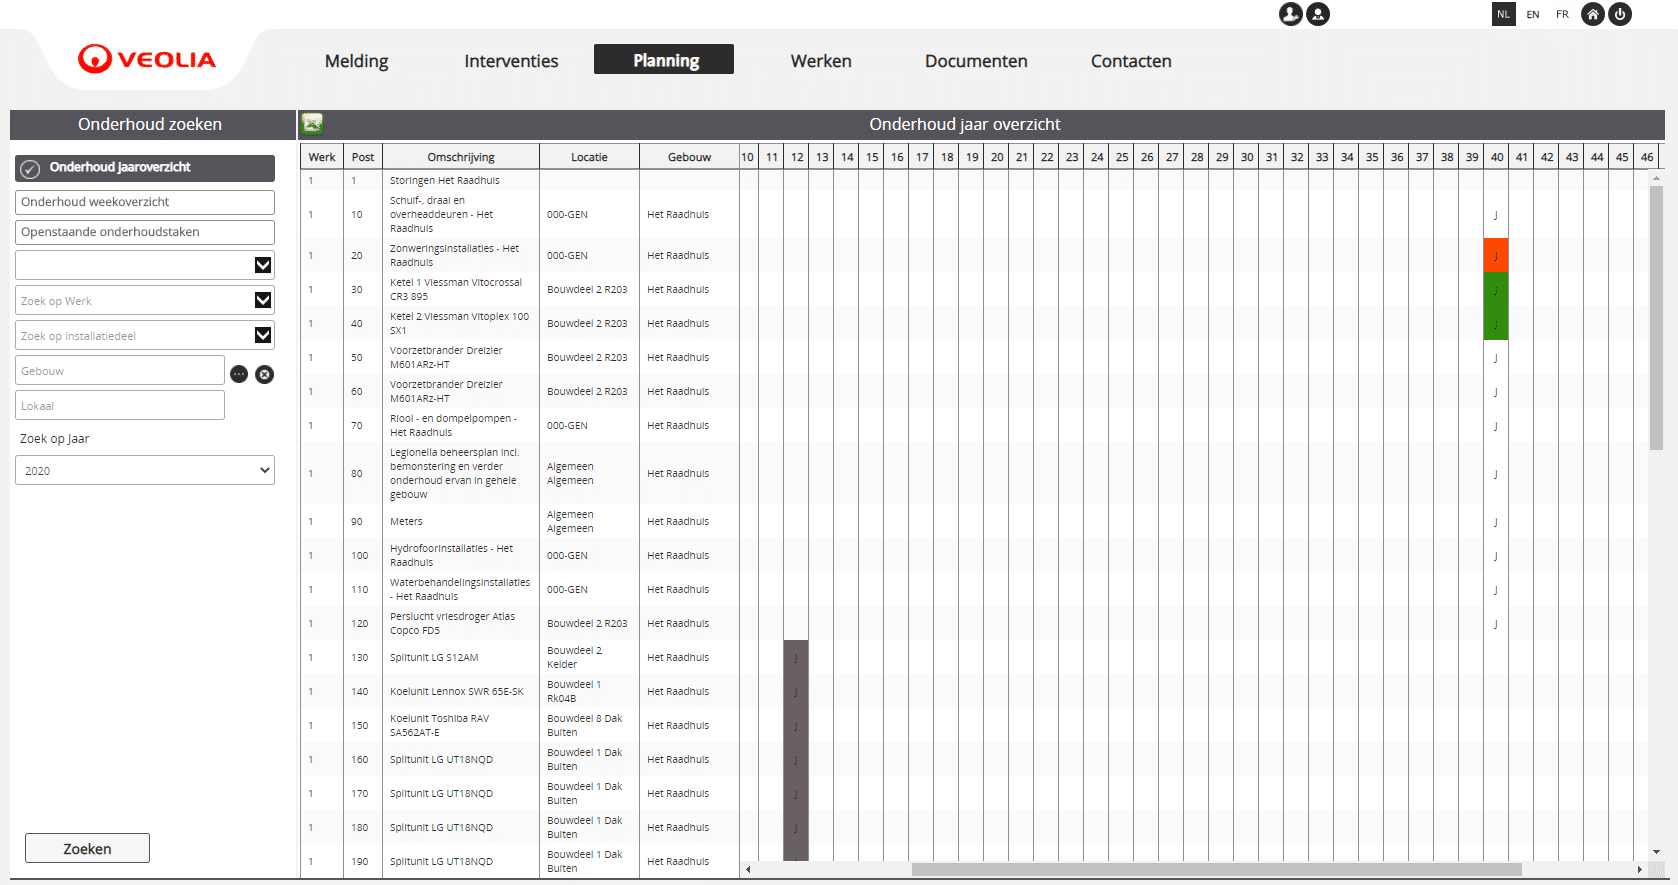 NL EN FR
VEOLIA
Melding Interventies Planning Werken Documenten Contacten
Onderhoud zoeken
Onderhoud jaaroverzicht
Onderhoud weekoverzicht
Openstaande onderhoudstaken
Zoek op Werk
Zoek op installatiedeel
Gebouw
Lokaal
Zoek op Jaar
2020
Zoeken
Onderhoud jaar overzicht
Werk Post Omschrijving Locatie Gebouw 10 11 12 13 14 15 16 17 18 19 20 21 22 23 24 25 26 27 28 29 30 31 32 33 34 35 36 37 38 39 40 41 42 43 44 45 46
1 1 Storingen Het Raadhuis
Schuif-, draai en
1 10 overheaddeuren - Het 000-GEN Het Raadhuis J
Raadhuis
Zonweringsinstallaties - Het
1 20 000-GEN Het Raadhuis J
Raadhuis
Ketel 1 Viessman Vitocrossal
1 30 Bouwdeel 2 R203 Het Raadhuis J
CR3 895
Ketel 2 Viessman Vitoplex 100
1 40 Bouwdeel 2 R203 Het Raadhuis J
SX1
Voorzetbrander Dreizler
1 50 Bouwdeel 2 R203 Het Raadhuis J
M601ARz-HT
Voorzetbrander Dreizler
1 60 Bouwdeel 2 R203 Het Raadhuis J
M601ARz-HT
Riool - en dompelpompen -
1 70 000-GEN Het Raadhuis J
Het Raadhuis
Legionella beheersplan incl.
bemonstering en verder Algemeen
1 80 Het Raadhuis J
onderhoud ervan in gehele Algemeen
gebouw
Algemeen
1 90 Meters Het Raadhuis J
Algemeen
Hydrofoorinstallaties - Het
1 100 000-GEN Het Raadhuis J
Raadhuis
Waterbehandelingsinstallaties
1 110 000-GEN Het Raadhuis J
- Het Raadhuis
Perslucht vriesdroger Atlas
1 120 Bouwdeel 2 R203 Het Raadhuis J
Copco FD5
Bouwdeel 2
1 130 Splitunit LG S12AM Het Raadhuis J
Kelder
Bouwdeel 1
1 140 Koelunit Lennox SWR 65E-SK Het Raadhuis J
Rk04B
Koelunit Toshiba RAV Bouwdeel 8 Dak
1 150 Het Raadhuis J
SA562AT-E Buiten
Bouwdeel 1 Dak
1 160 Splitunit LG UT18NQD Het Raadhuis J
Buiten
Bouwdeel 1 Dak
1 170 Splitunit LG UT18NQD Het Raadhuis J
Buiten
Bouwdeel 1 Dak
1 180 Splitunit LG UT18NQD Het Raadhuis J
Buiten
Bouwdeel 1 Dak
1 190 Splitunit LG UT18NQD Het Raadhuis
Buiten